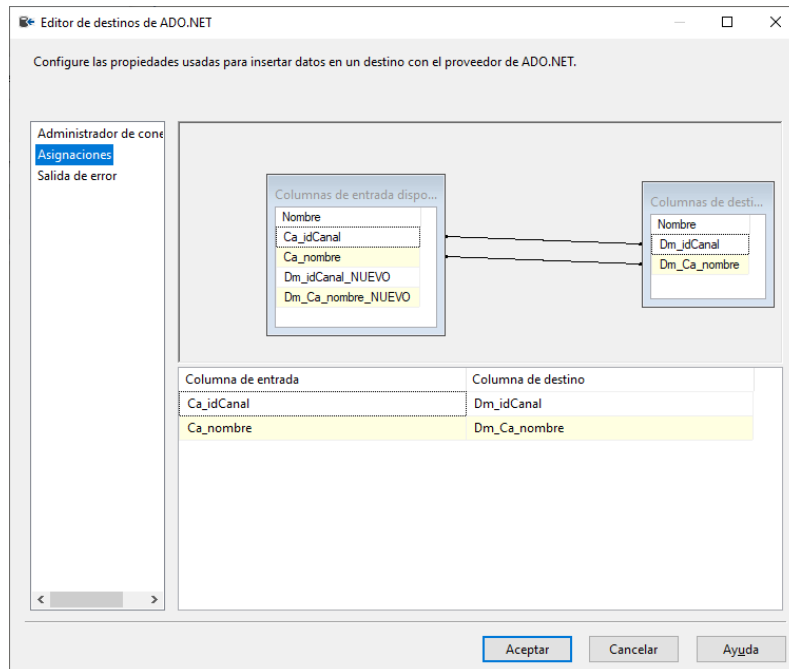 Editor de destinos de ADO.NET
Configure las propiedades usadas para insertar datos en un destino con el proveedor de ADO.NET.
Administrador de cone
Asignaciones
Salida de error
Columnas de entrada dispo...
Nombre
Ca_idCanal
Ca_nombre
Dm_idCanal_NUEVO
Dm_Ca_nombre_NUEVO
Columnas de desti...
Nombre
Dm_idCanal
Dm_Ca_nombre
Columna de entrada Columna de destino
Ca_idCanal Dm_idCanal
Ca_nombre Dm_Ca_nombre
Aceptar Cancelar Ayuda